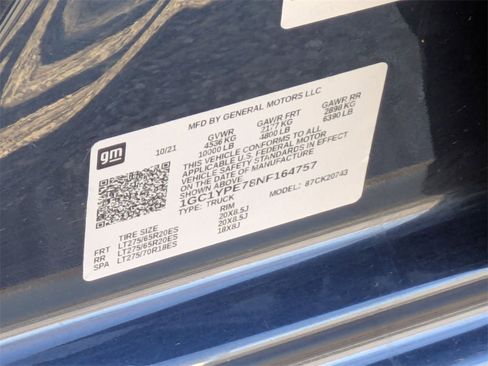 MFD BY GENERAL MOTORS LLC
gm 10/21 GVWR GAWR FRT GAWR RR
4536 KG 2177 KG 2898 KG
10000 LB 4800 LB 6390 LB
THIS VEHICLE CONFORMS TO ALL
APPLICABLE U.S. FEDERAL MOTOR
VEHICLE SAFETY STANDARDS IN EFFECT
ON THE DATE OF MANUFACTURE
SHOWN ABOVE
1GC1YPE78NF164757
TYPE: TRUCK MODEL: 87CK20743
TIRE SIZE RIM
FRT LT275/65R20ES 20X8.5J
RR LT275/65R20ES 20X8.5J
SPA LT275/70R18ES 18X8J